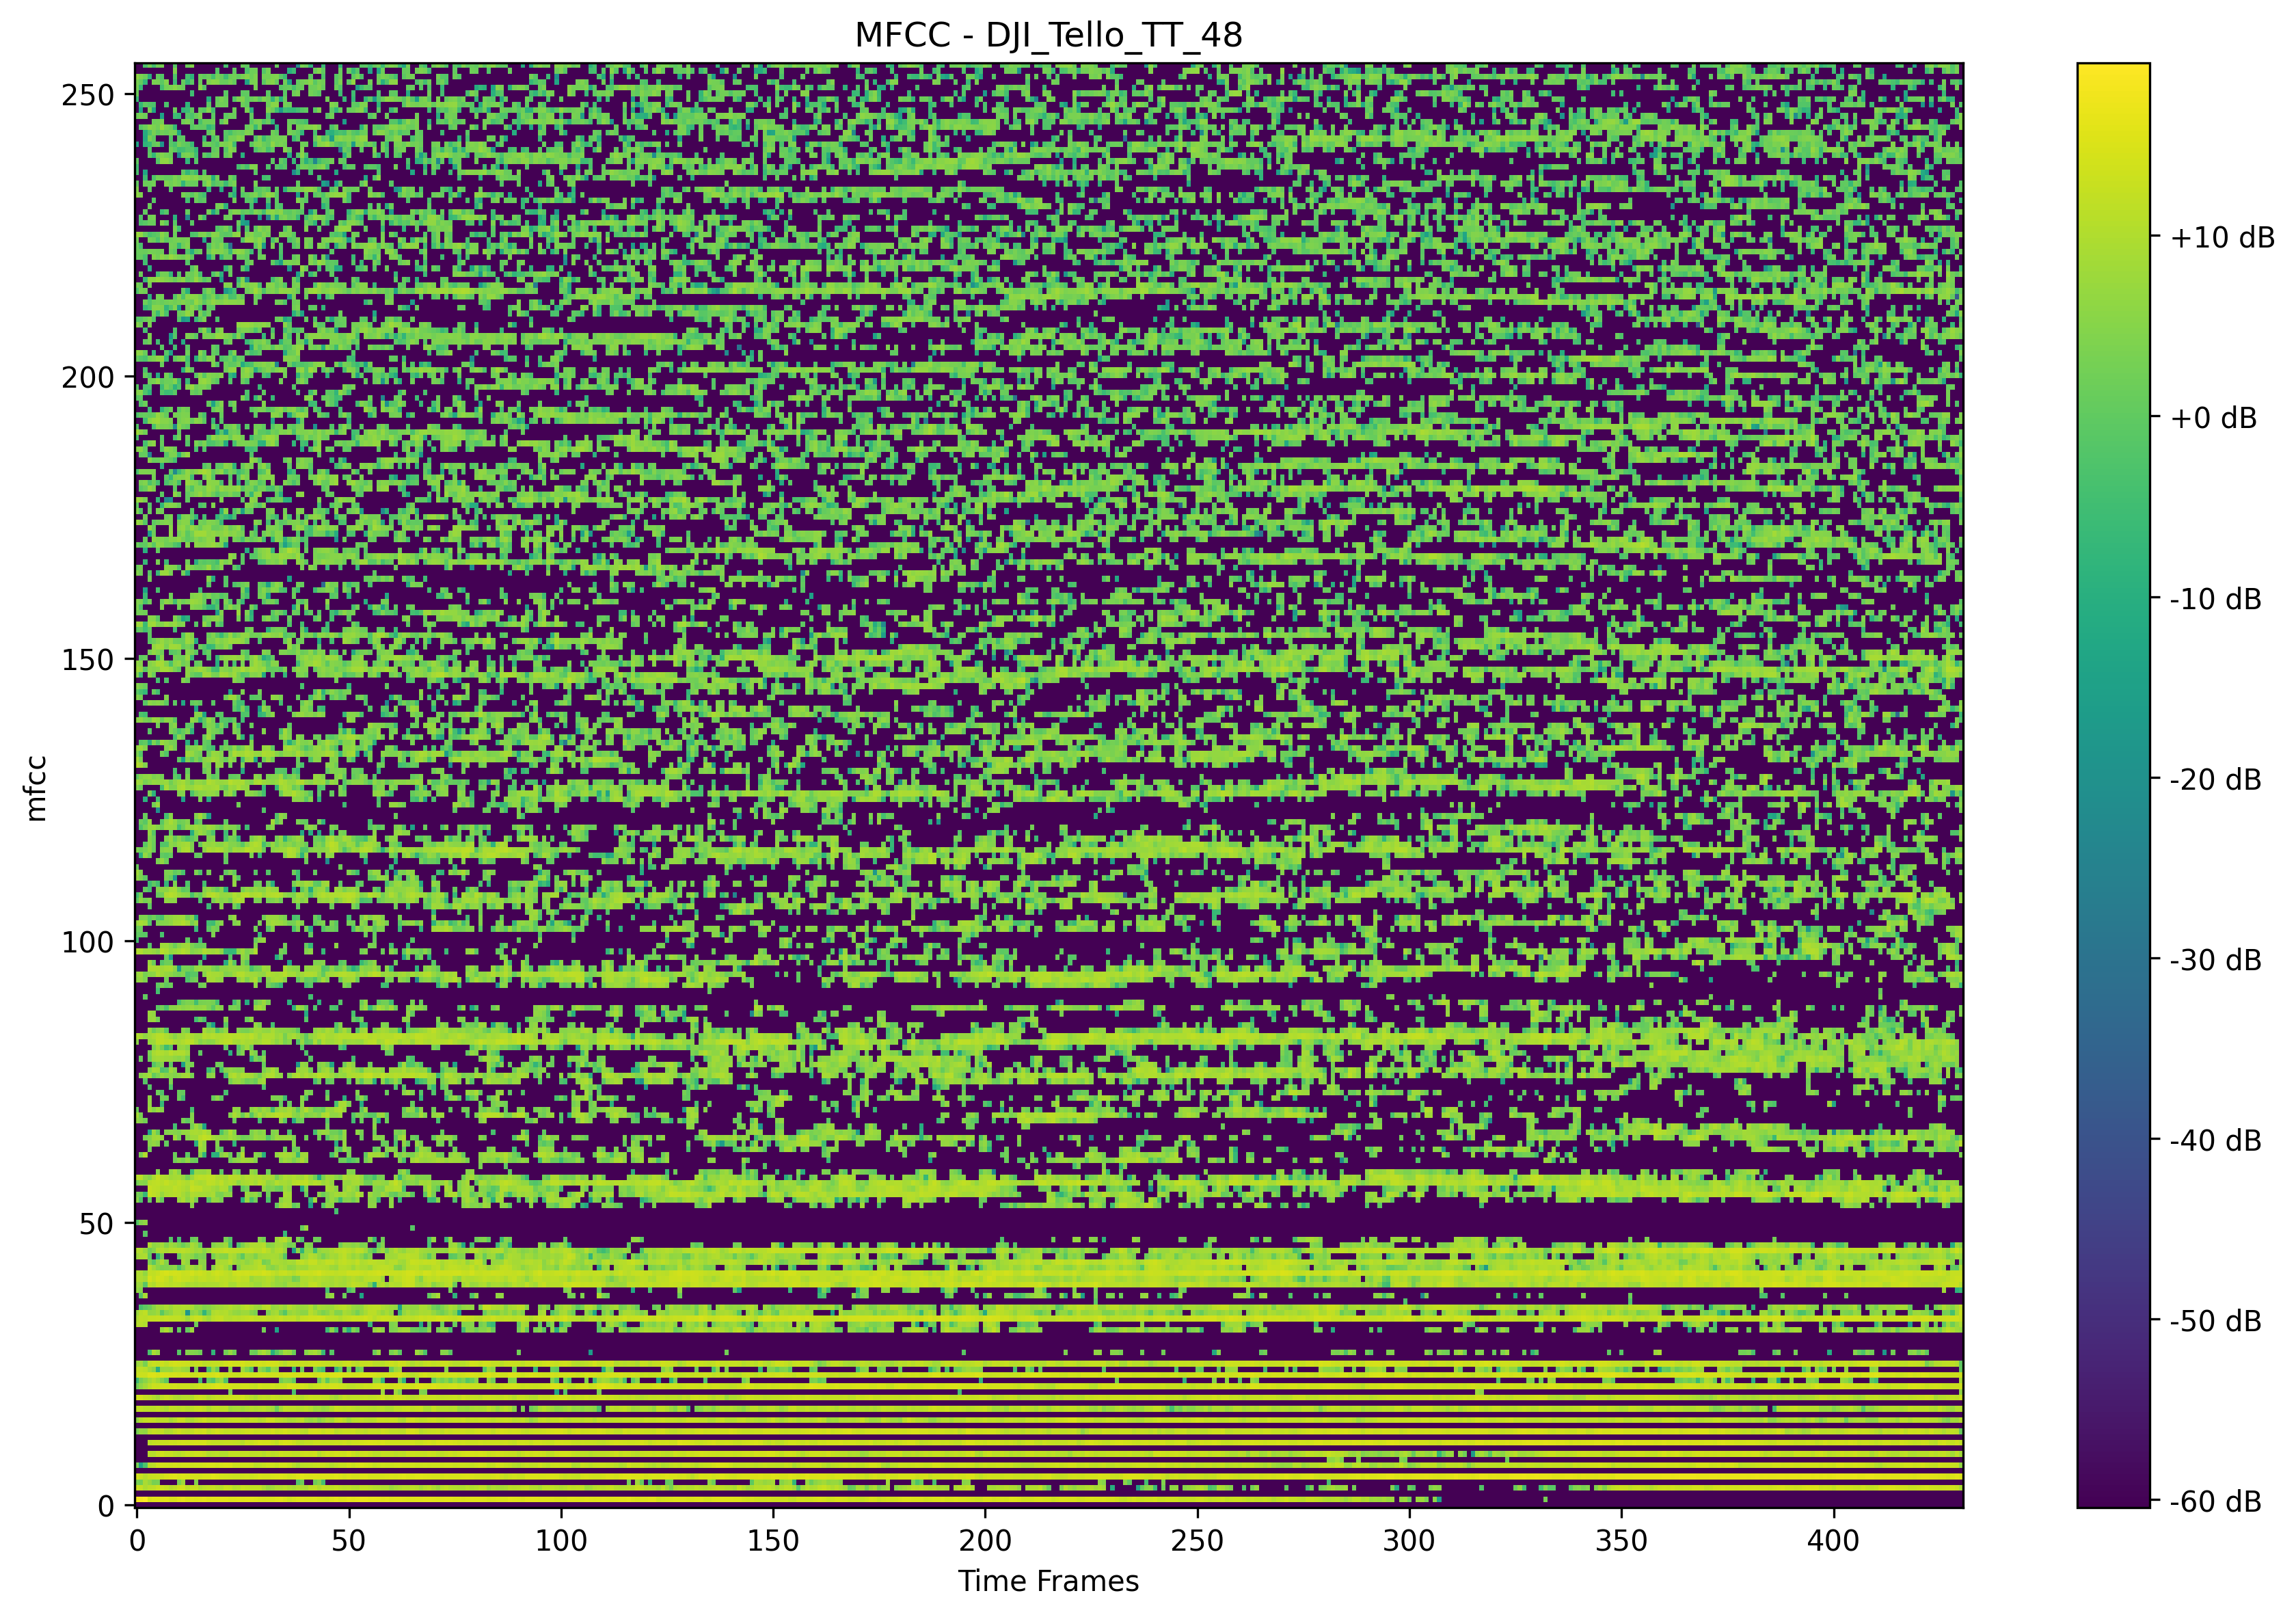 MFCC - DJI_Tello_TT_48
250
200
150
100
50
0
mfcc
0 50 100 150 200 250 300 350 400
Time Frames
+10 dB
+0 dB
-10 dB
-20 dB
-30 dB
-40 dB
-50 dB
-60 dB